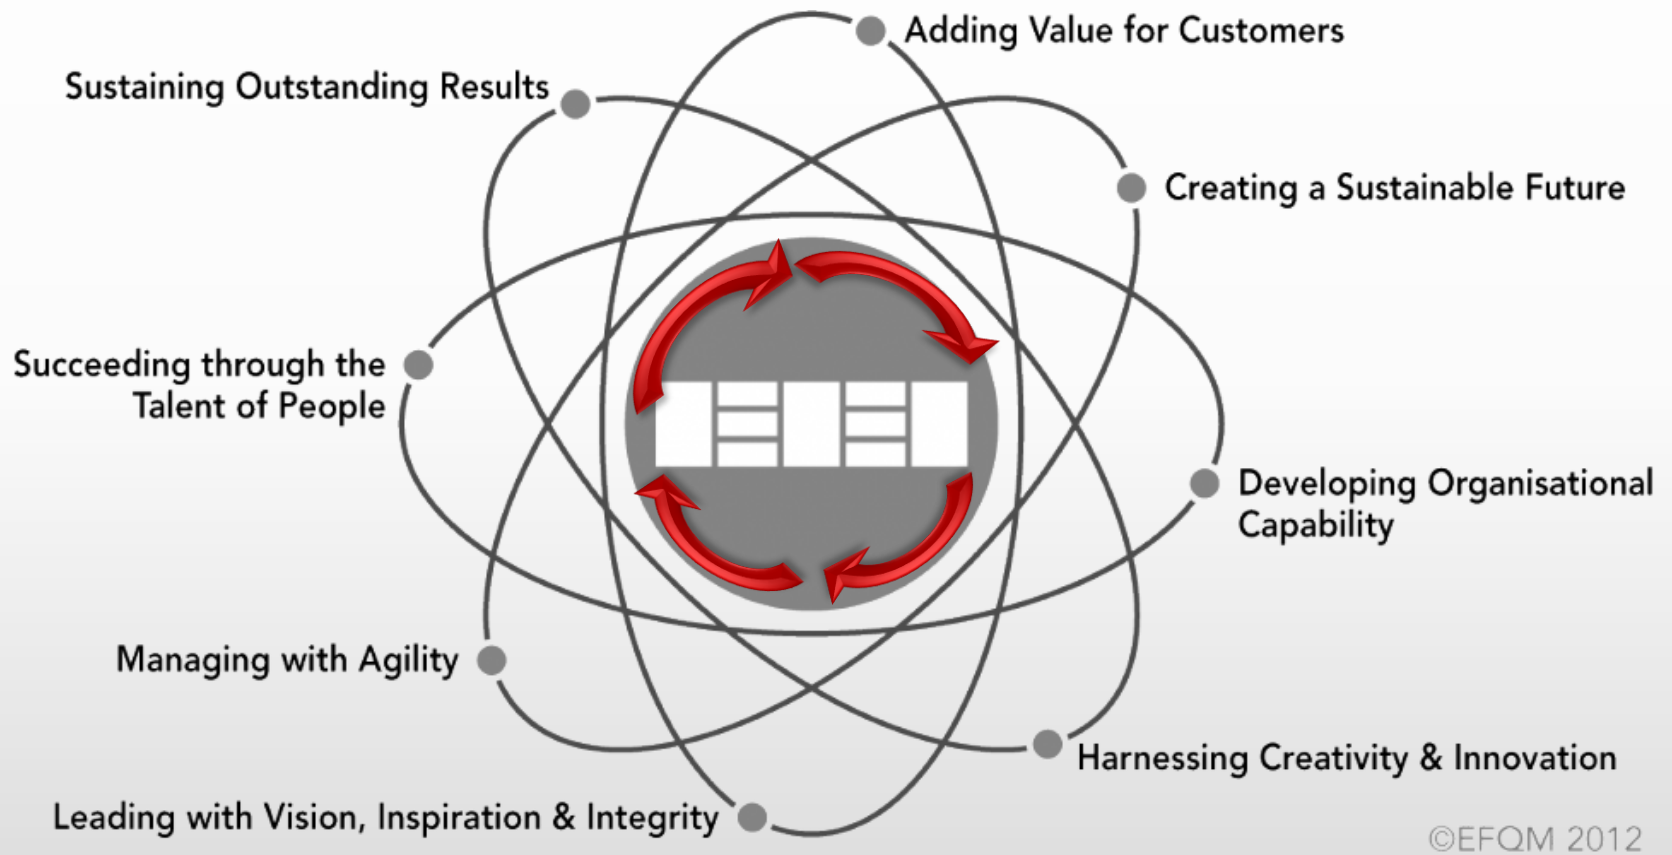 Adding Value for Customers
Sustaining Outstanding Results
Creating a Sustainable Future
Succeeding through the
Talent of People
Developing Organisational
Capability
Managing with Agility
Harnessing Creativity & Innovation
Leading with Vision, Inspiration & Integrity
©EFQM 2012